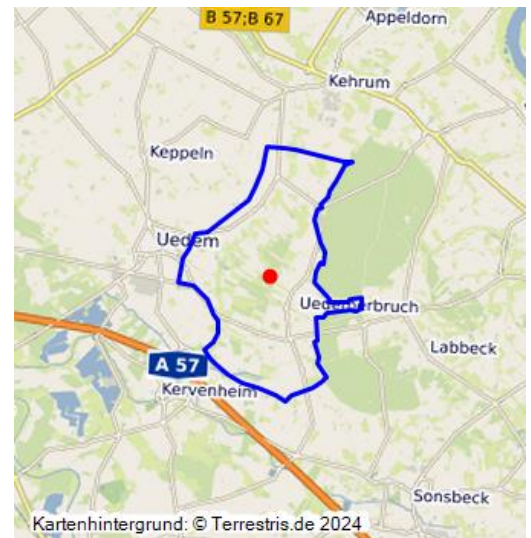 B 57;B 67
Appeldorn
Kehrum
Keppeln
Uedem
Uedemerbruch
Labbeck
A 57
Kervenheim
Sonsbeck
Kartenhintergrund: © Terrestris.de 2024